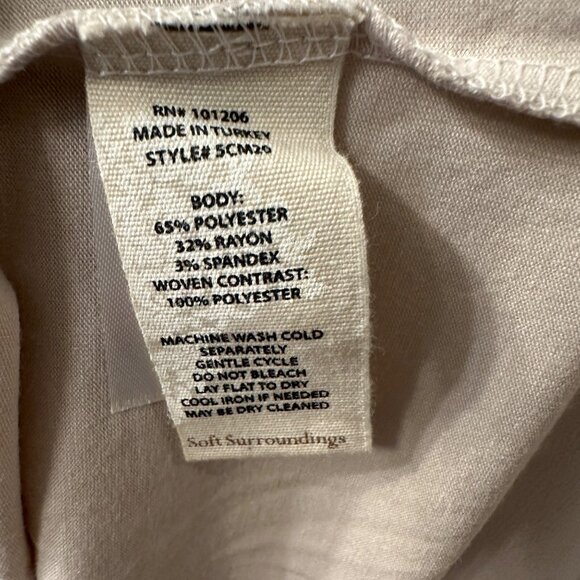 RN# 101206
MADE IN TURKEY
STYLE# 5CM20
BODY:
65% POLYESTER
32% RAYON
3% SPANDEX
WOVEN CONTRAST:
100% POLYESTER
MACHINE WASH COLD
SEPARATELY
GENTLE CYCLE
DO NOT BLEACH
LAY FLAT TO DRY
COOL IRON IF NEEDED
MAY BE DRY CLEANED
Soft Surroundings